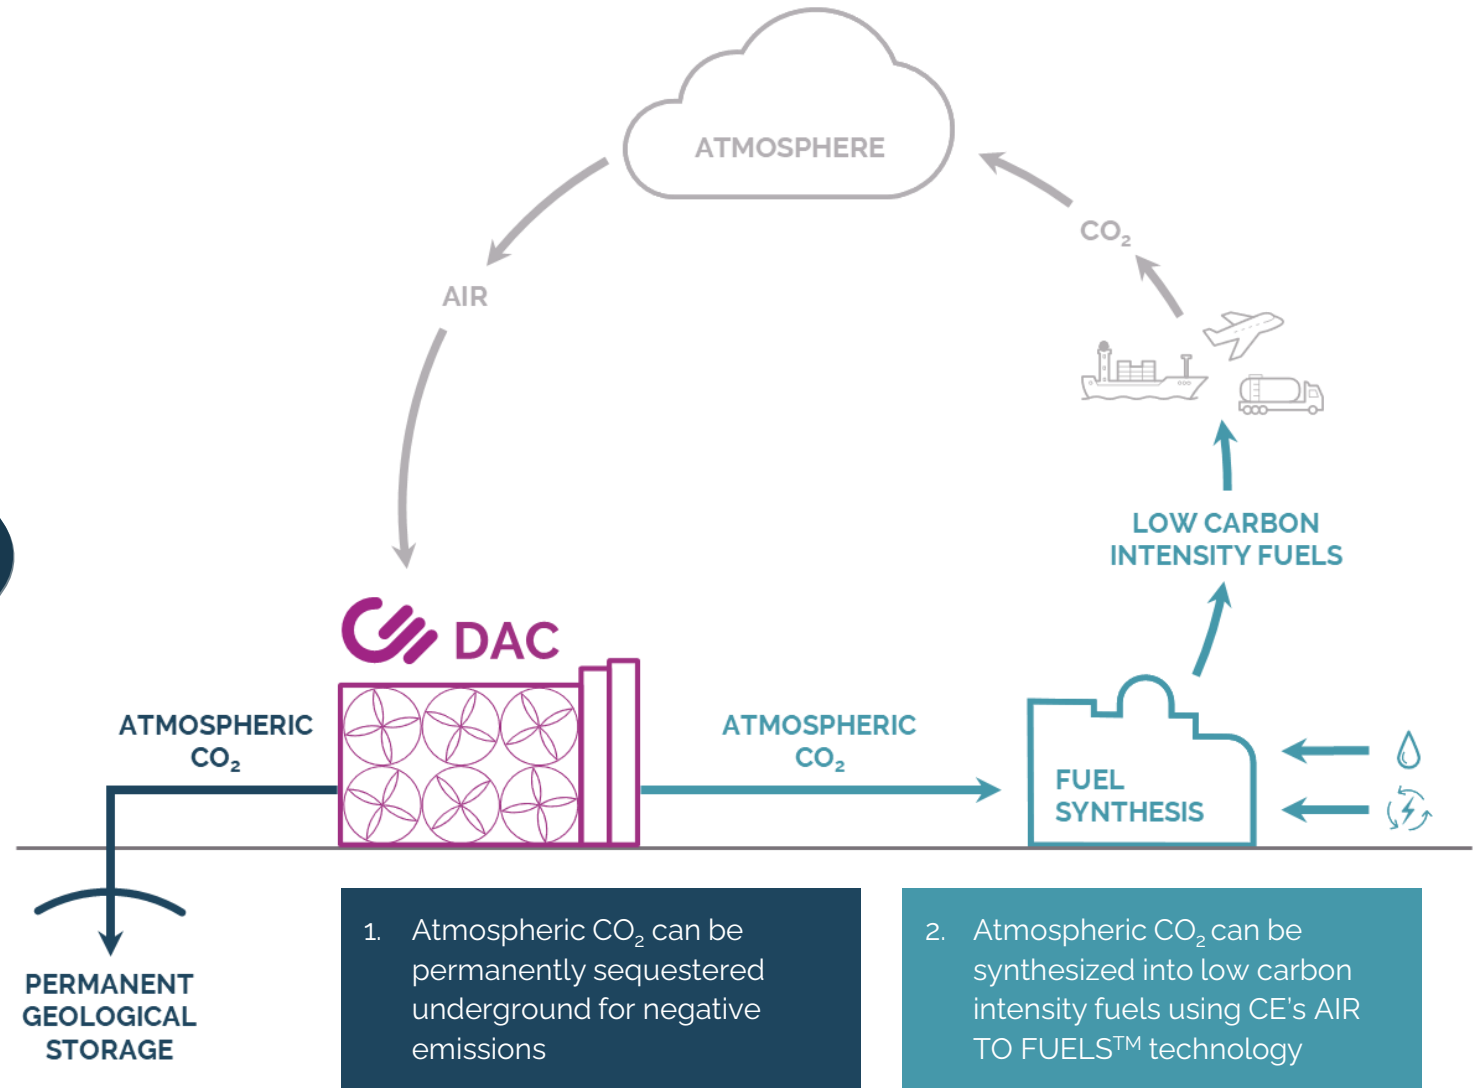 ATMOSPHERE
CO₂
AIR
LOW CARBON
INTENSITY FUELS
DAC
ATMOSPHERIC
CO₂
ATMOSPHERIC
CO₂
FUEL
SYNTHESIS
PERMANENT
GEOLOGICAL
STORAGE
1. Atmospheric CO₂ can be
permanently sequestered
underground for negative
emissions
2. Atmospheric CO₂ can be
synthesized into low carbon
intensity fuels using CE's AIR
TO FUELS™ technology